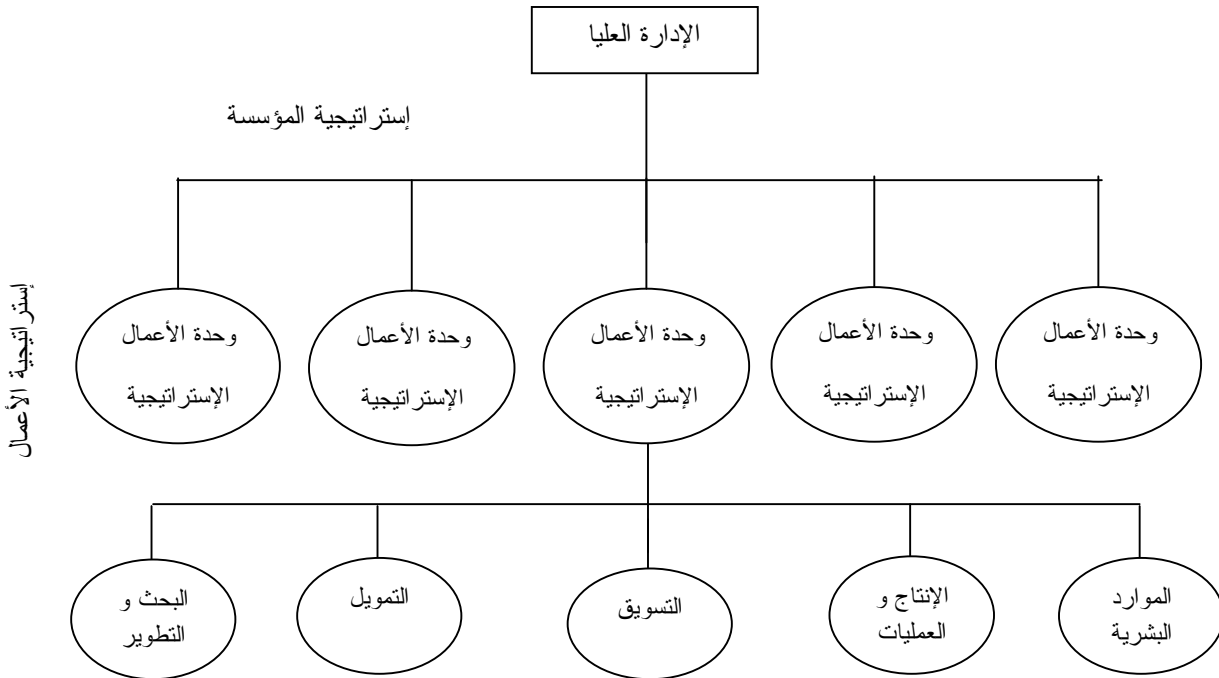 الإدارة العليا
إستراتيجية المؤسسة
إستراتيجية الأعمال
وحدة الأعمال
الإستراتيجية
وحدة الأعمال
الإستراتيجية
وحدة الأعمال
الإستراتيجية
وحدة الأعمال
الإستراتيجية
وحدة الأعمال
الإستراتيجية
الموارد
البشرية
الإنتاج و
العمليات
التسويق
التمويل
البحث و
التطوير